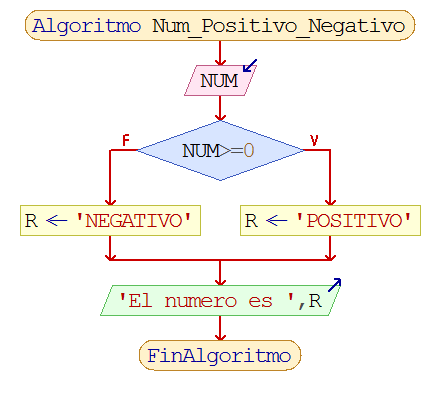 Algoritmo Num_Positivo_Negativo
NUM
F
V
NUM>=0
R ← 'NEGATIVO'
R ← 'POSITIVO'
'El numero es ',R
FinAlgoritmo